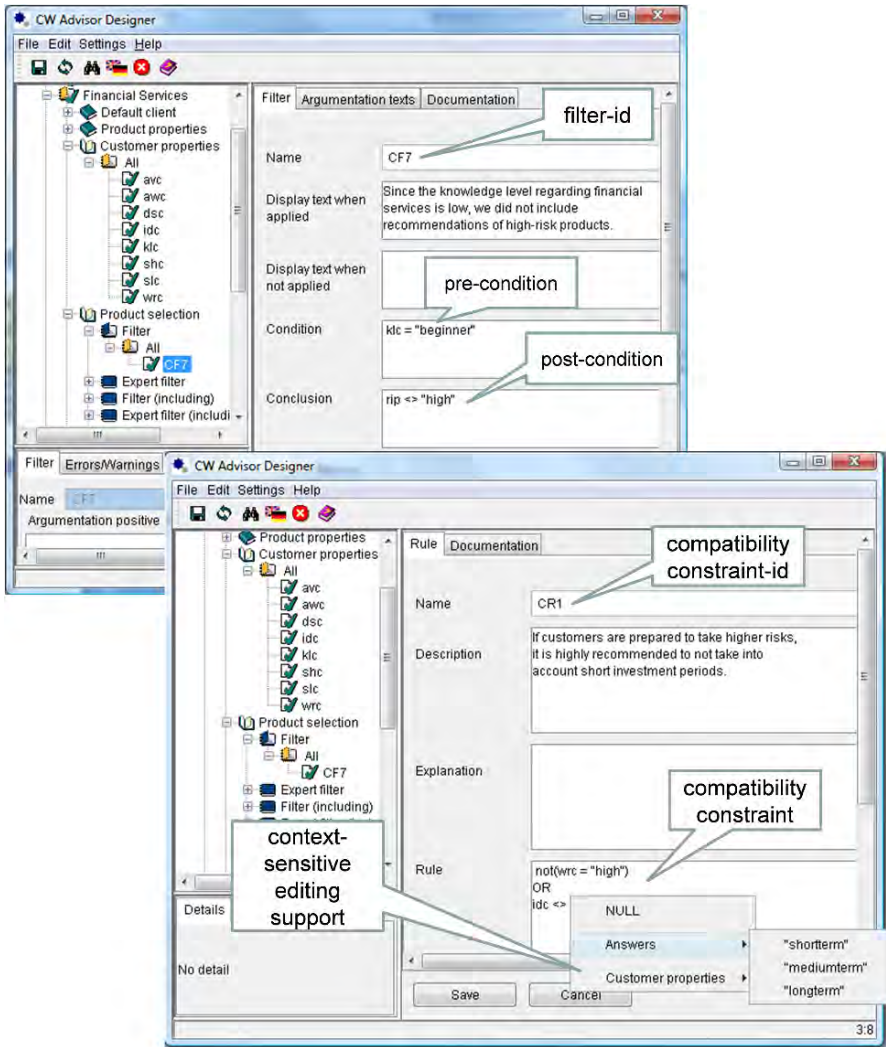 CW Advisor Designer
File Edit Settings Help
Financial Services
Default client
Product properties
Customer properties
All
avc
awc
dsc
idc
klc
shc
slc
wrc
Product selection
Filter
All
CF7
Expert filter
Filter (including)
Expert filter (includi
Filter Errors/Warnings
Name CF7
Argumentation positive
Filter Argumentation texts Documentation
filter-id
Name CF7
Display text when
applied
Since the knowledge level regarding financial
services is low, we did not include
recommendations of high-risk products.
Display text when
not applied
pre-condition
Condition klc = "beginner"
post-condition
Conclusion rip <> "high"
CW Advisor Designer
File Edit Settings Help
Product properties
Customer properties
All
avc
awc
dsc
idc
klc
shc
slc
wrc
Product selection
Filter
All
CF7
Expert filter
Filter (including)
context-
sensitive
editing
support
Details
No detail
Rule Documentation
compatibility
constraint-id
Name CR1
Description
If customers are prepared to take higher risks,
it is highly recommended to not take into
account short investment periods.
Explanation
compatibility
constraint
Rule
not(wrc = "high")
OR
idc <>
NULL
Answers
Customer properties
"shortterm"
"mediumterm"
"longterm"
Save Cancel
3:8